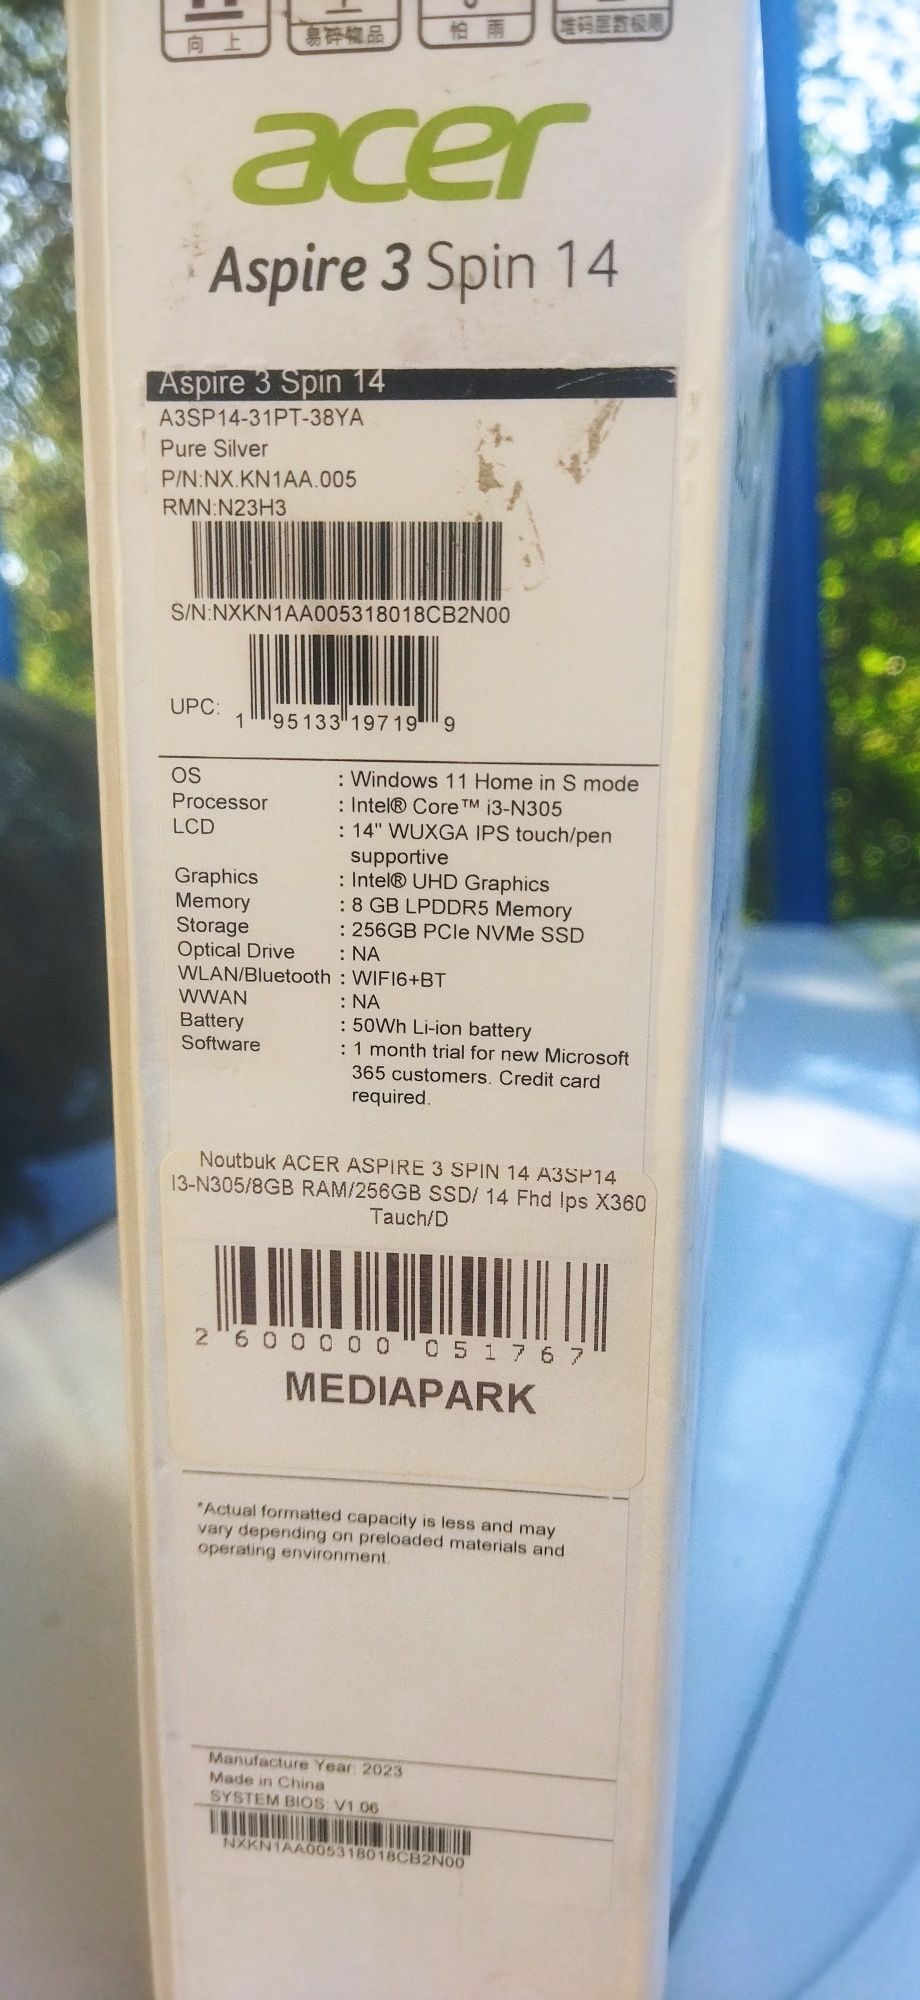 向上
易碎物品
怕雨
堆码层数极限
acer
Aspire 3 Spin 14
Aspire 3 Spin 14
A3SP14-31PT-38YA
Pure Silver
P/N:NX.KN1AA.005
RMN:N23H3
S/N:NXKN1AA005318018CB2N00
UPC: 1 95133 19719 9
OS : Windows 11 Home in S mode
Processor : Intel® Core™ i3-N305
LCD : 14" WUXGA IPS touch/pen
supportive
Graphics : Intel® UHD Graphics
Memory : 8 GB LPDDR5 Memory
Storage : 256GB PCIe NVMe SSD
Optical Drive : NA
WLAN/Bluetooth : WIFI6+BT
WWAN : NA
Battery : 50Wh Li-ion battery
Software : 1 month trial for new Microsoft
365 customers. Credit card
required.
Noutbuk ACER ASPIRE 3 SPIN 14 A3SP14
I3-N305/8GB RAM/256GB SSD/ 14 Fhd Ips X360
Tauch/D
2 600000 051767
MEDIAPARK
*Actual formatted capacity is less and may
vary depending on preloaded materials and
operating environment.
Manufacture Year: 2023
Made in China
SYSTEM BIOS: V1.06
NXKN1AA005318018CB2N00